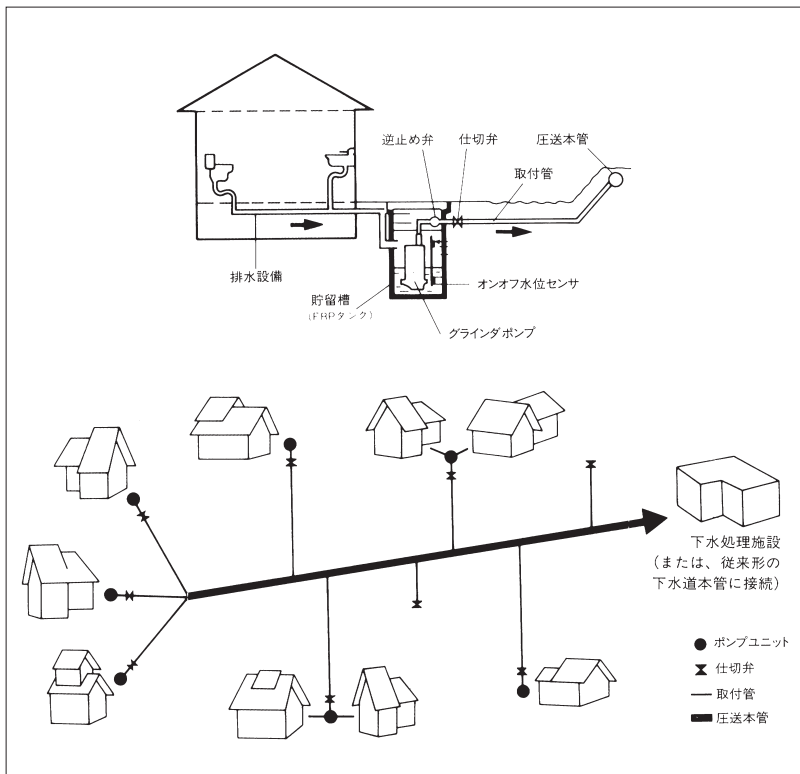 逆止め弁
仕切弁
圧送本管
取付管
排水設備
貯留槽
(FRPタンク)
オンオフ水位センサ
グラインダポンプ
下水処理施設
(または、従来形の
下水道本管に接続)
ポンプユニット
仕切弁
取付管
圧送本管